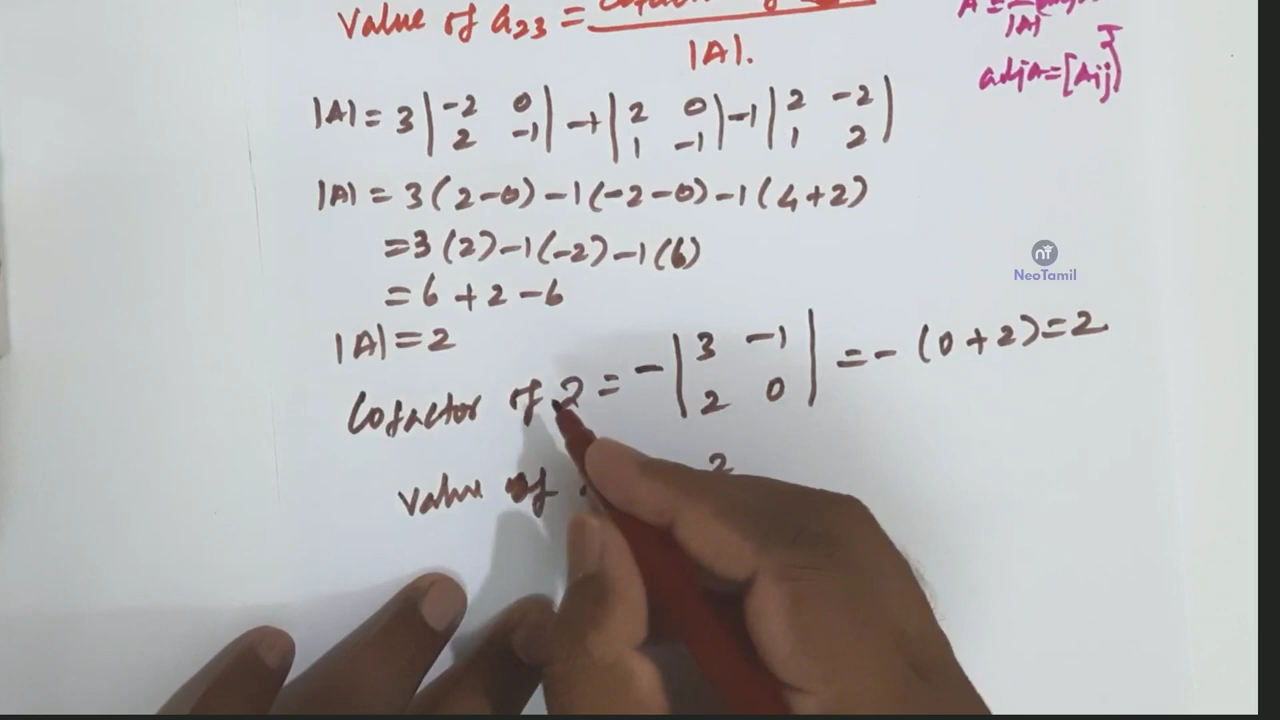 Value of a₂₃ =
|A|.
A =
|A|
adjA = [Aij]ᵀ
|A| = 3 |-2 0; 2 -1| -1 |2 0; 1 -1| -1 |2 -2; 1 2|
|A| = 3(2-0) -1(-2-0) -1(4+2)
= 3(2) -1(-2) -1(6)
= 6 + 2 - 6
|A| = 2
Cofactor of 2 = - |3 -1; 2 0| = - (0+2) = 2
Value of
2
NeoTamil